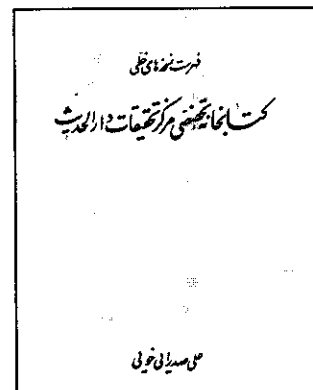 فهرست نسخه‌های خطی
کتابخانه تخصصی مرکز تحقیقات دارالحدیث
علی صدرائی خوئی